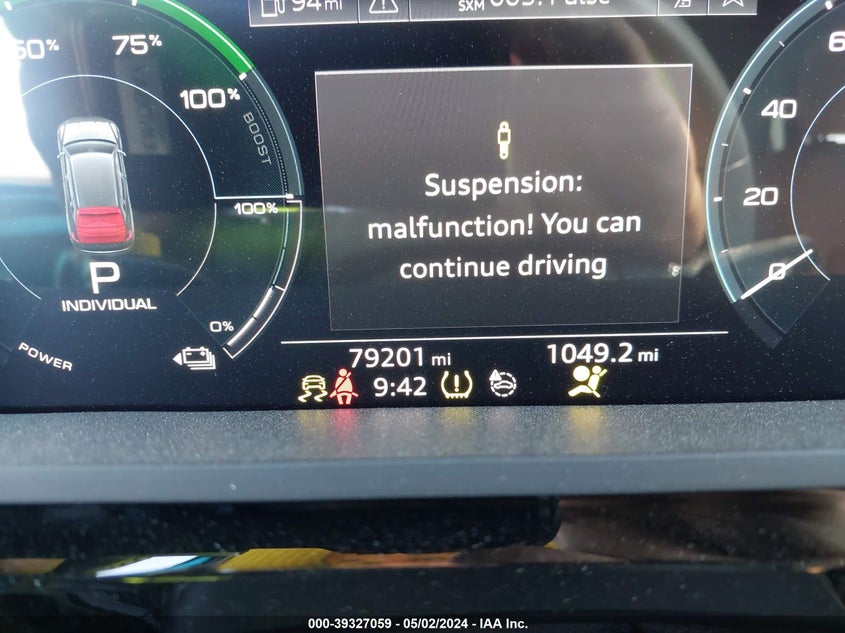 94 mi
SXM
50%
75%
100%
BOOST
100%
P
INDIVIDUAL
0%
POWER
Suspension:
malfunction! You can
continue driving
40
20
0
79201 mi
1049.2 mi
9:42
000-39327059 - 05/02/2024 - IAA Inc.